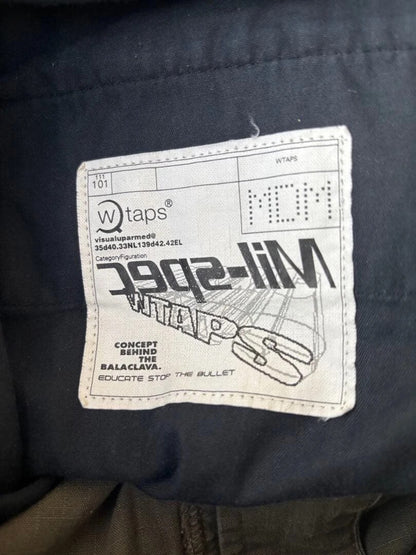 111
101
WTAPS
wtaps®
MDM
visualuparmed@
35d40.33NL139d42.42EL
CategoryFiguration
Mil-spec
WTAPS
CONCEPT
BEHIND
THE
BALACLAVA.
EDUCATE STOP THE BULLET